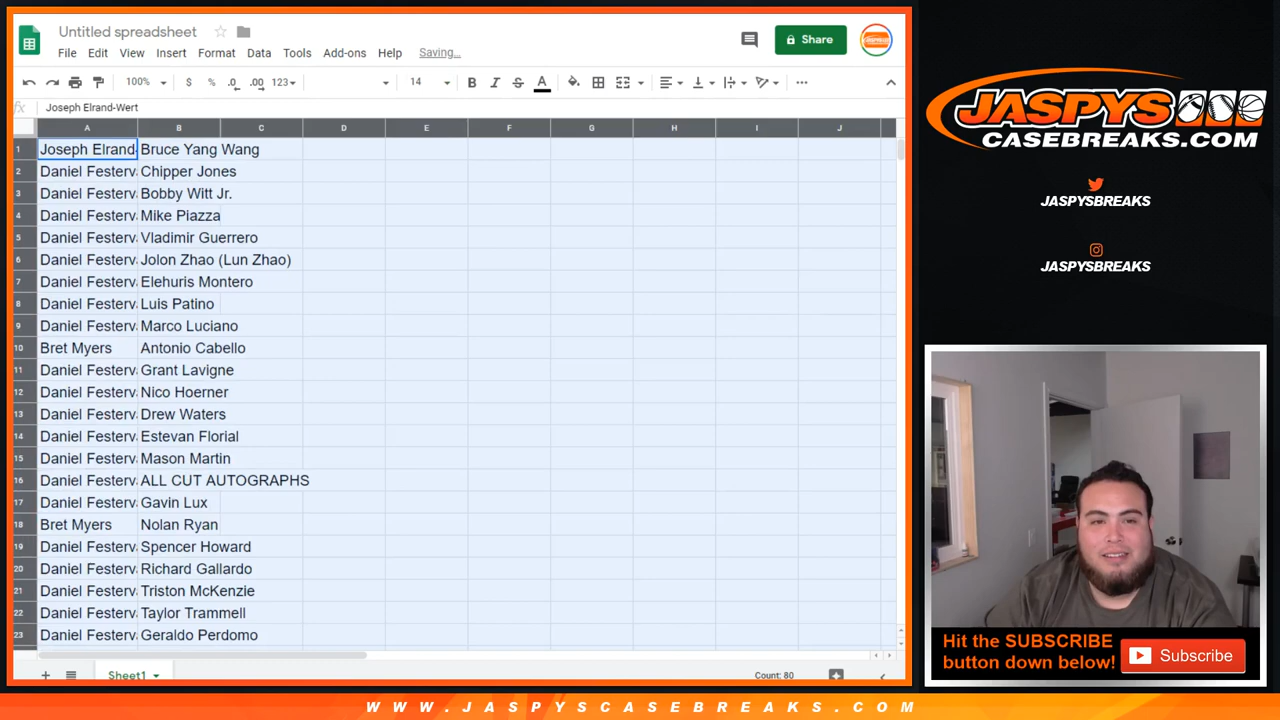 Untitled spreadsheet
File Edit View Insert Format Data Tools Add-ons Help Saving...
Share
100% $ % .0 .00 123 14 B I S A
fx Joseph Elrand-Wert
A B C D E F G H I J
1 Joseph Elrand- Bruce Yang Wang
2 Daniel Festerv Chipper Jones
3 Daniel Festerv Bobby Witt Jr.
4 Daniel Festerv Mike Piazza
5 Daniel Festerv Vladimir Guerrero
6 Daniel Festerv Jolon Zhao (Lun Zhao)
7 Daniel Festerv Elehuris Montero
8 Daniel Festerv Luis Patino
9 Daniel Festerv Marco Luciano
10 Bret Myers Antonio Cabello
11 Daniel Festerv Grant Lavigne
12 Daniel Festerv Nico Hoerner
13 Daniel Festerv Drew Waters
14 Daniel Festerv Estevan Florial
15 Daniel Festerv Mason Martin
16 Daniel Festerv ALL CUT AUTOGRAPHS
17 Daniel Festerv Gavin Lux
18 Bret Myers Nolan Ryan
19 Daniel Festerv Spencer Howard
20 Daniel Festerv Richard Gallardo
21 Daniel Festerv Triston McKenzie
22 Daniel Festerv Taylor Trammell
23 Daniel Festerv Geraldo Perdomo
Sheet1
Count: 80
JASPYS
CASEBREAKS.COM
JASPYSBREAKS
JASPYSBREAKS
Hit the SUBSCRIBE
button down below!
Subscribe
WWW.JASPYSCASEBREAKS.COM